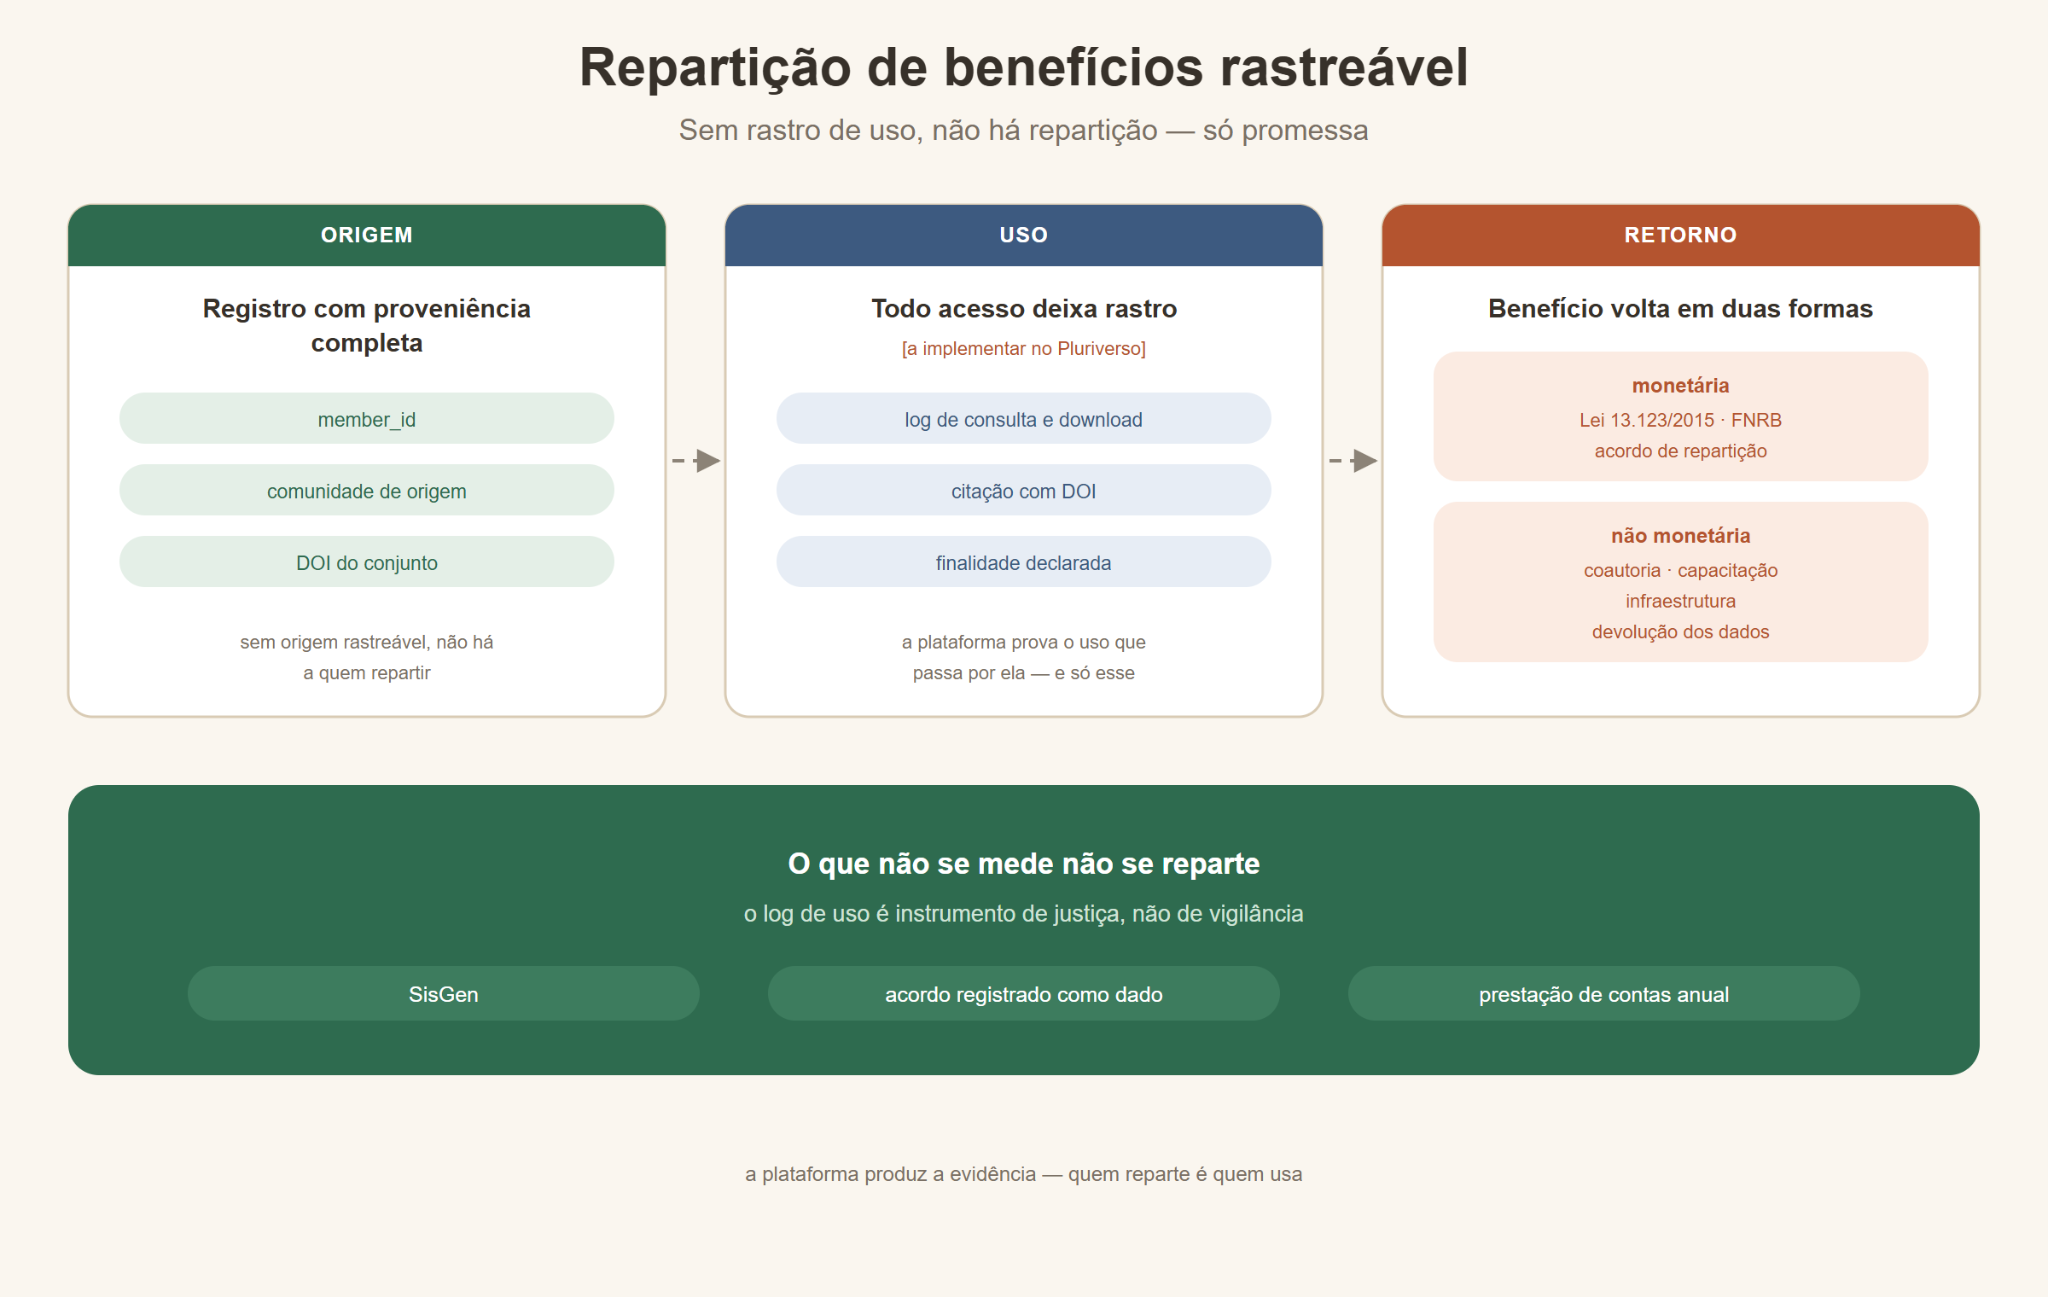 Repartição de benefícios rastreável
Sem rastro de uso, não há repartição — só promessa
ORIGEM
Registro com proveniência
completa
member_id
comunidade de origem
DOI do conjunto
sem origem rastreável, não há
a quem repartir
USO
Todo acesso deixa rastro
[a implementar no Pluriverso]
log de consulta e download
citação com DOI
finalidade declarada
a plataforma prova o uso que
passa por ela — e só esse
RETORNO
Benefício volta em duas formas
monetária
Lei 13.123/2015 · FNRB
acordo de repartição
não monetária
coautoria · capacitação
infraestrutura
devolução dos dados
O que não se mede não se reparte
o log de uso é instrumento de justiça, não de vigilância
SisGen
acordo registrado como dado
prestação de contas anual
a plataforma produz a evidência — quem reparte é quem usa